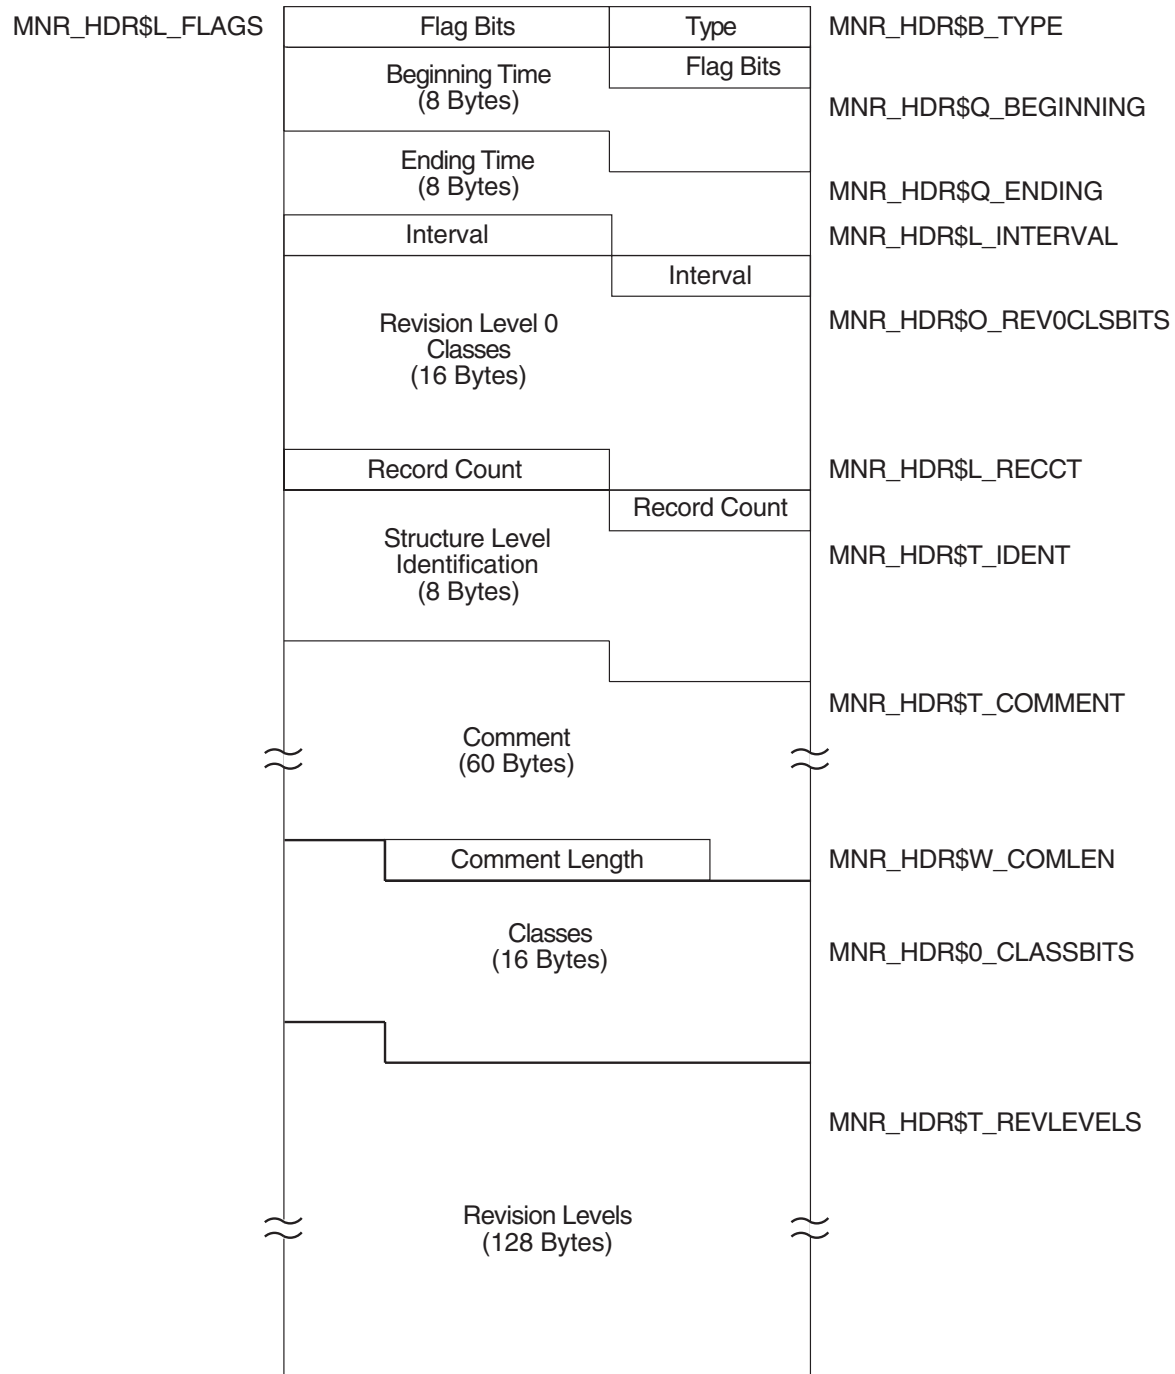 MNR_HDR$L_FLAGS Flag Bits Type MNR_HDR$B_TYPE
Flag Bits
Beginning Time
(8 Bytes)
MNR_HDR$Q_BEGINNING
Ending Time
(8 Bytes)
MNR_HDR$Q_ENDING
Interval MNR_HDR$L_INTERVAL
Interval
Revision Level 0
Classes
(16 Bytes)
MNR_HDR$O_REV0CLSBITS
Record Count MNR_HDR$L_RECCT
Record Count
Structure Level
Identification
(8 Bytes)
MNR_HDR$T_IDENT
MNR_HDR$T_COMMENT
Comment
(60 Bytes)
Comment Length MNR_HDR$W_COMLEN
Classes
(16 Bytes)
MNR_HDR$0_CLASSBITS
MNR_HDR$T_REVLEVELS
Revision Levels
(128 Bytes)